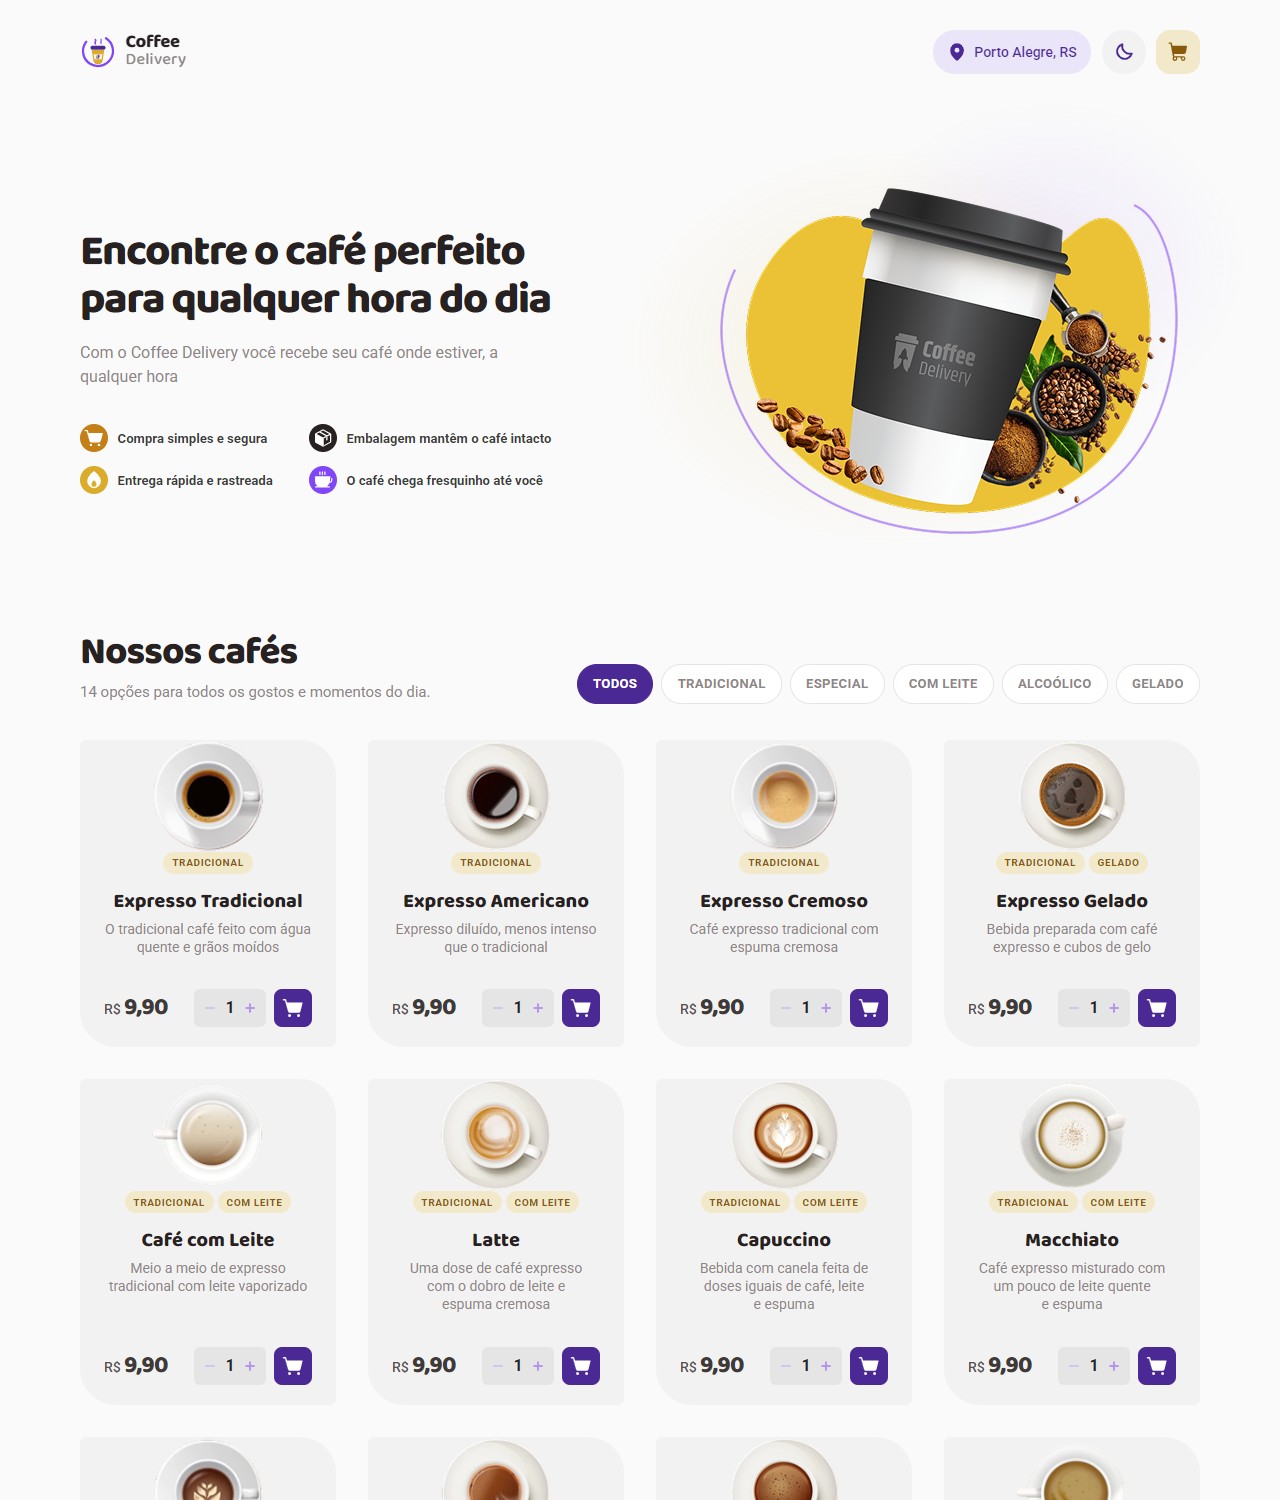 Coffee
Delivery
Porto Alegre, RS
Encontre o café perfeito
para qualquer hora do dia
Com o Coffee Delivery você recebe seu café onde estiver, a
qualquer hora
Compra simples e segura
Embalagem mantêm o café intacto
Entrega rápida e rastreada
O café chega fresquinho até você
Coffee
Delivery
Nossos cafés
14 opções para todos os gostos e momentos do dia.
TODOS
TRADICIONAL
ESPECIAL
COM LEITE
ALCOÓLICO
GELADO
TRADICIONAL
Expresso Tradicional
O tradicional café feito com água
quente e grãos moídos
R$ 9,90
1
TRADICIONAL
Expresso Americano
Expresso diluído, menos intenso
que o tradicional
R$ 9,90
1
TRADICIONAL
Expresso Cremoso
Café expresso tradicional com
espuma cremosa
R$ 9,90
1
TRADICIONAL GELADO
Expresso Gelado
Bebida preparada com café
expresso e cubos de gelo
R$ 9,90
1
TRADICIONAL COM LEITE
Café com Leite
Meio a meio de expresso
tradicional com leite vaporizado
R$ 9,90
1
TRADICIONAL COM LEITE
Latte
Uma dose de café expresso
com o dobro de leite e
espuma cremosa
R$ 9,90
1
TRADICIONAL COM LEITE
Capuccino
Bebida com canela feita de
doses iguais de café, leite
e espuma
R$ 9,90
1
TRADICIONAL COM LEITE
Macchiato
Café expresso misturado com
um pouco de leite quente
e espuma
R$ 9,90
1